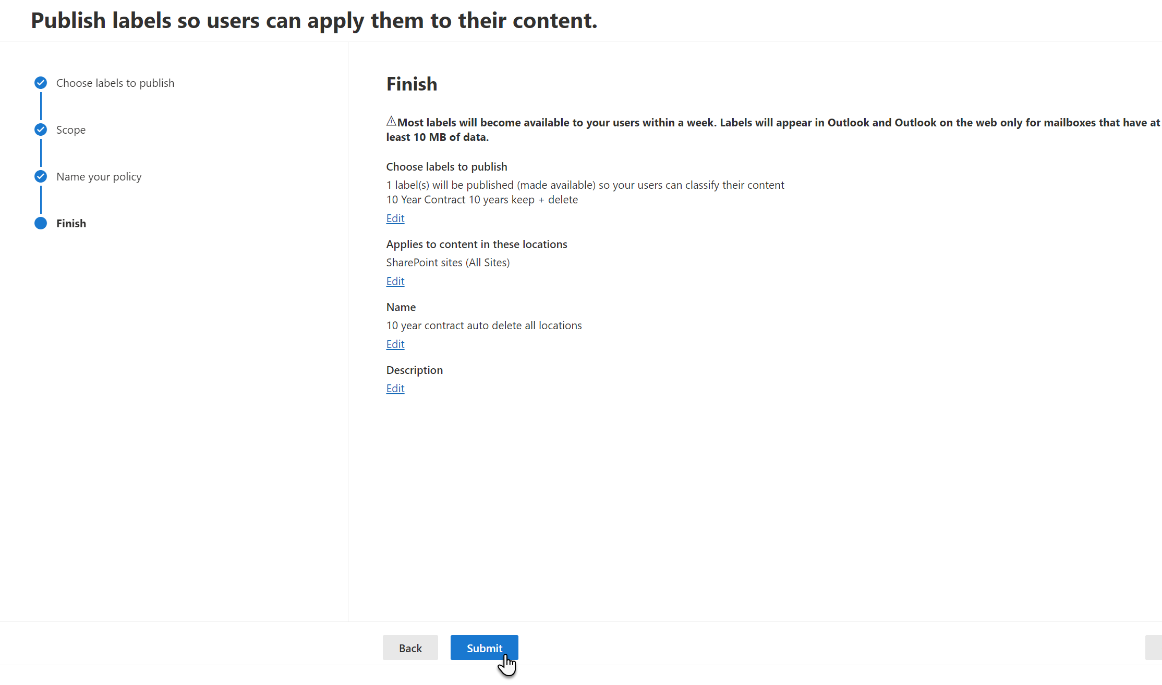 Publish labels so users can apply them to their content.
Choose labels to publish
Scope
Name your policy
Finish
Finish
⚠Most labels will become available to your users within a week. Labels will appear in Outlook and Outlook on the web only for mailboxes that have at
least 10 MB of data.
Choose labels to publish
1 label(s) will be published (made available) so your users can classify their content
10 Year Contract 10 years keep + delete
Edit
Applies to content in these locations
SharePoint sites (All Sites)
Edit
Name
10 year contract auto delete all locations
Edit
Description
Edit
Back
Submit